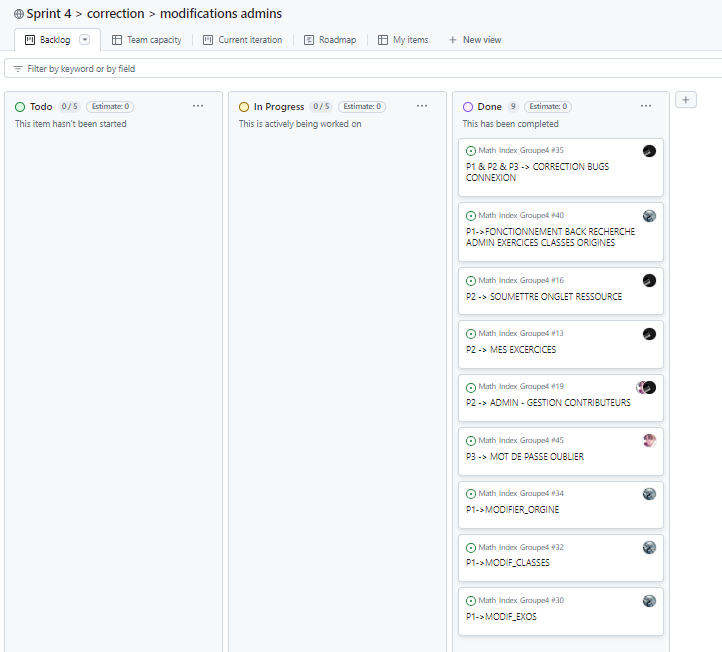 Sprint 4 > correction > modifications admins
Backlog
Team capacity
Current iteration
Roadmap
My items
+ New view
Filter by keyword or by field
Todo 0 / 5 Estimate: 0 ...
This item hasn't been started
In Progress 0 / 5 Estimate: 0 ...
This is actively being worked on
Done 9 Estimate: 0 ...
This has been completed
Math_Index_Groupe4 #35
P1 & P2 & P3 -> CORRECTION BUGS
CONNEXION
Math_Index_Groupe4 #40
P1->FONCTIONNEMENT BACK RECHERCHE
ADMIN EXERCICES CLASSES ORIGINES
Math_Index_Groupe4 #16
P2 -> SOUMETTRE ONGLET RESSOURCE
Math_Index_Groupe4 #13
P2 -> MES EXCERCICES
Math_Index_Groupe4 #19
P2 -> ADMIN - GESTION CONTRIBUTEURS
Math_Index_Groupe4 #45
P3 -> MOT DE PASSE OUBLIER
Math_Index_Groupe4 #34
P1->MODIFIER_ORGINE
Math_Index_Groupe4 #32
P1->MODIF_CLASSES
Math_Index_Groupe4 #30
P1->MODIF_EXOS